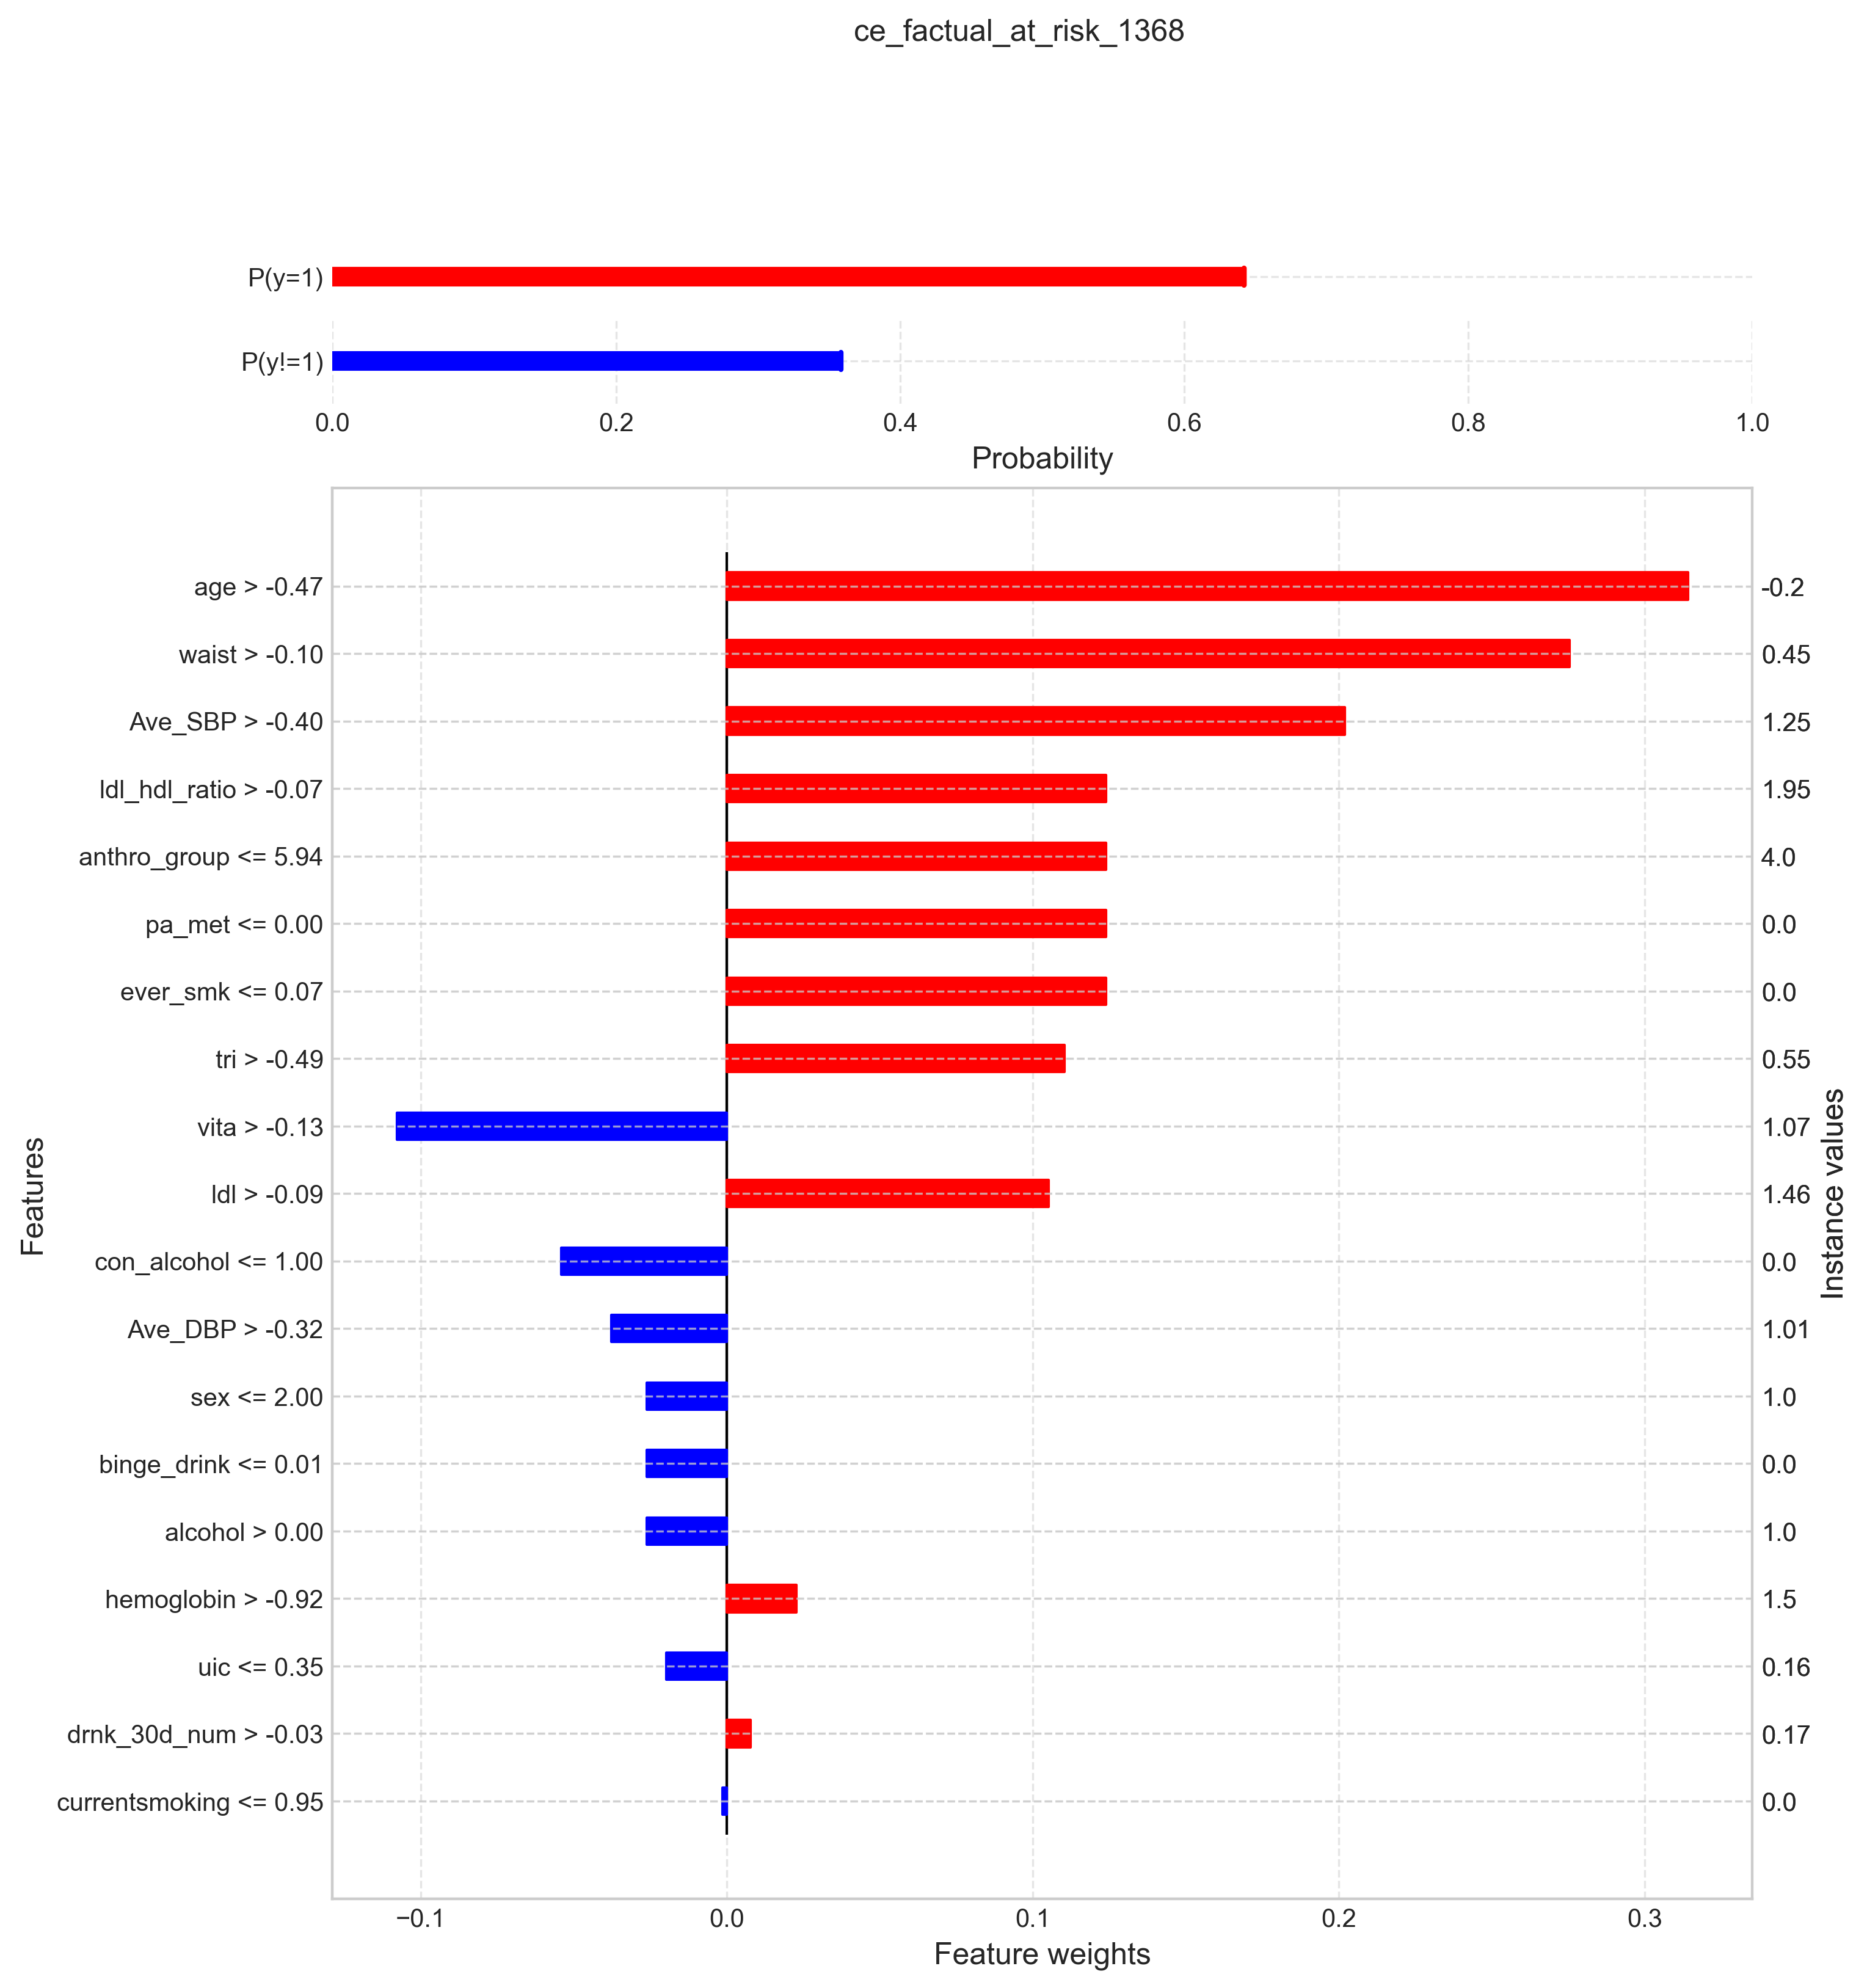 ce_factual_at_risk_1368
P(y=1)
P(y!=1)
0.0 0.2 0.4 0.6 0.8 1.0
Probability
age > -0.47 -0.2
waist > -0.10 0.45
Ave_SBP > -0.40 1.25
ldl_hdl_ratio > -0.07 1.95
anthro_group <= 5.94 4.0
pa_met <= 0.00 0.0
ever_smk <= 0.07 0.0
tri > -0.49 0.55
vita > -0.13 1.07
ldl > -0.09 1.46
con_alcohol <= 1.00 0.0
Ave_DBP > -0.32 1.01
sex <= 2.00 1.0
binge_drink <= 0.01 0.0
alcohol > 0.00 1.0
hemoglobin > -0.92 1.5
uic <= 0.35 0.16
drnk_30d_num > -0.03 0.17
currentsmoking <= 0.95 0.0
Features
Instance values
−0.1 0.0 0.1 0.2 0.3
Feature weights